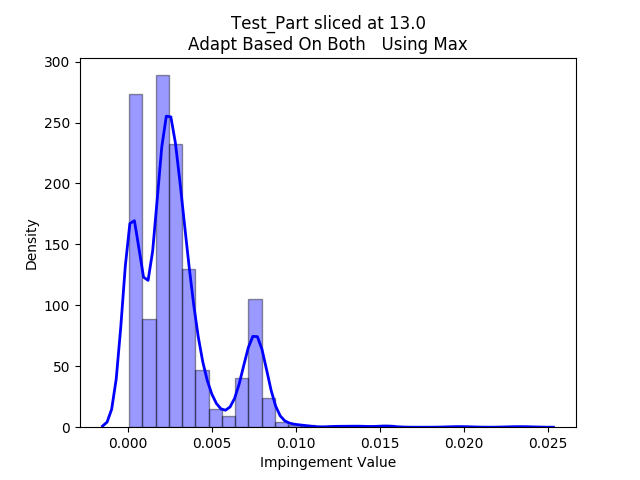 Test_Part sliced at 13.0
Adapt Based On Both   Using Max
300
250
200
150
100
50
0
Density
0.000 0.005 0.010 0.015 0.020 0.025
Impingement Value